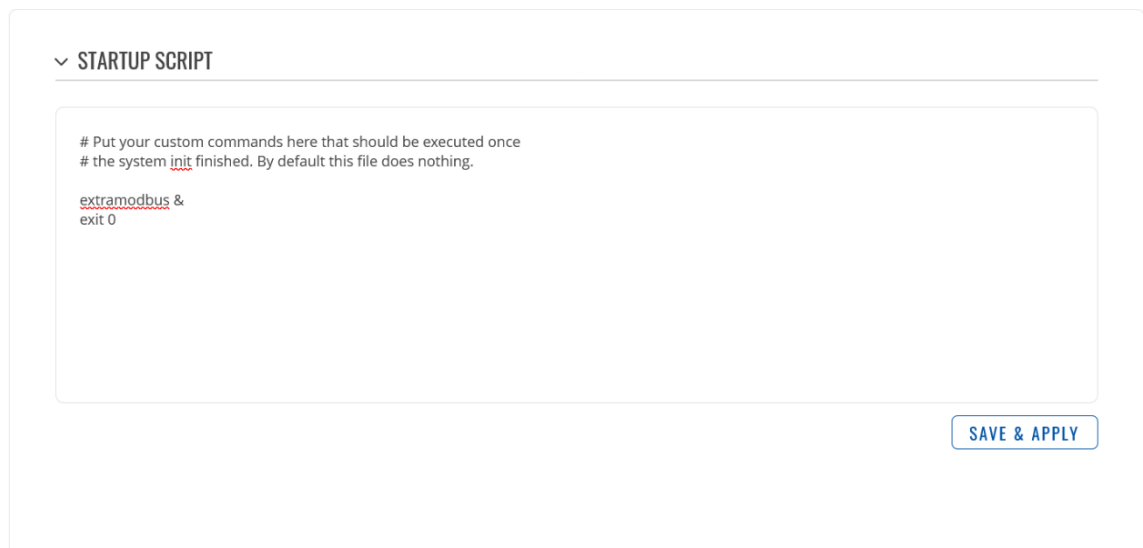 STARTUP SCRIPT
# Put your custom commands here that should be executed once
# the system init finished. By default this file does nothing.
extramodbus &
exit 0
SAVE & APPLY